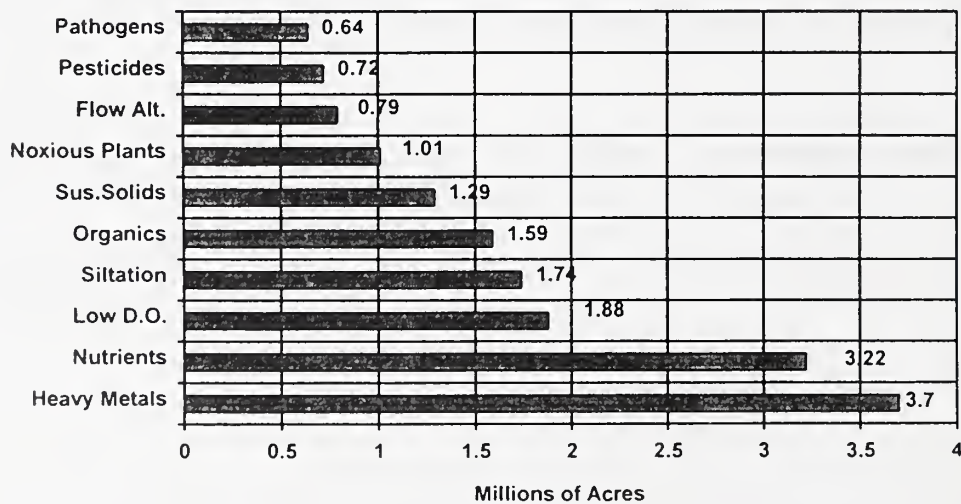 Pathogens 0.64
Pesticides 0.72
Flow Alt. 0.79
Noxious Plants 1.01
Sus.Solids 1.29
Organics 1.59
Siltation 1.74
Low D.O. 1.88
Nutrients 3.22
Heavy Metals 3.7
0 0.5 1 1.5 2 2.5 3 3.5 4
Millions of Acres